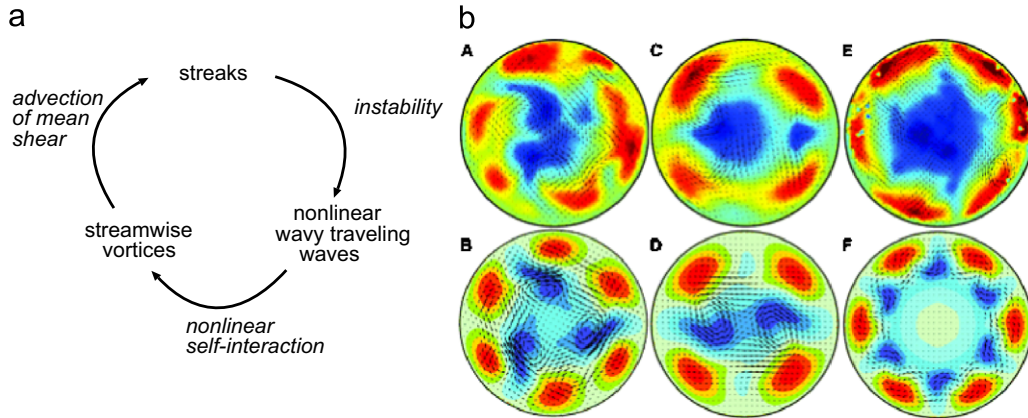 a
streaks
advection
of mean
shear
instability
streamwise
vortices
nonlinear
wavy traveling
waves
nonlinear
self-interaction
b
A
C
E
B
D
F